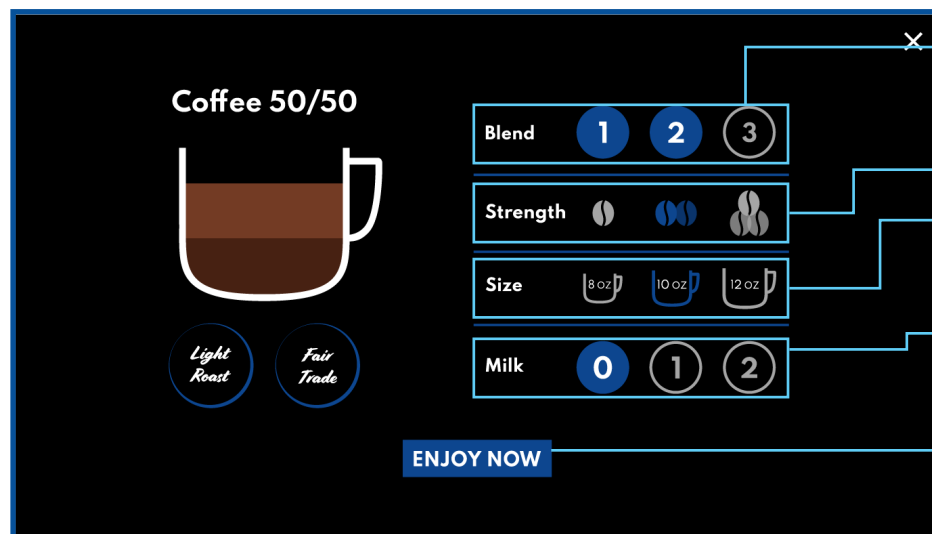 Coffee 50/50
Light
Roast
Fair
Trade
Blend 1 2 3
Strength
Size 8 oz 10 oz 12 oz
Milk 0 1 2
ENJOY NOW